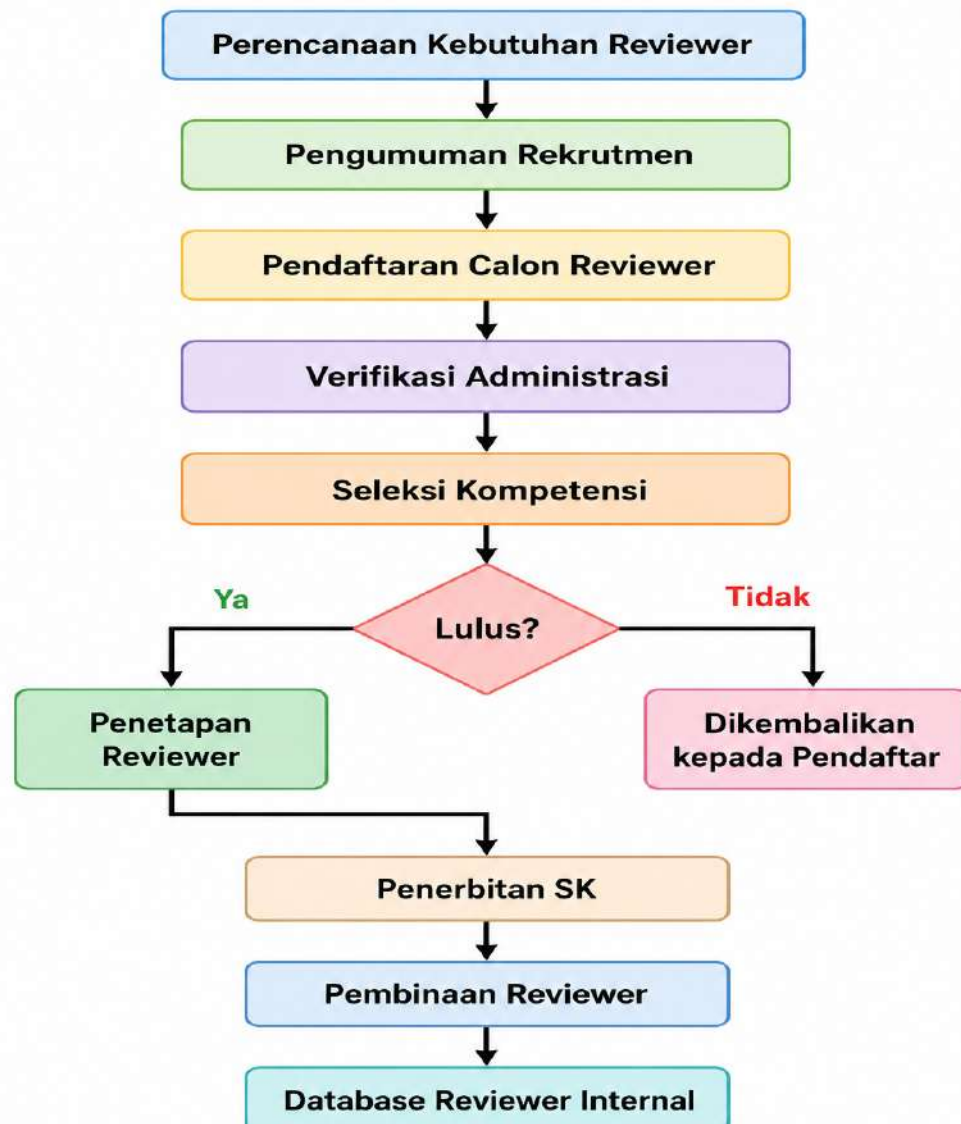 Perencanaan Kebutuhan Reviewer
Pengumuman Rekrutmen
Pendaftaran Calon Reviewer
Verifikasi Administrasi
Seleksi Kompetensi
Lulus?
Ya
Tidak
Penetapan
Reviewer
Dikembalikan
kepada Pendaftar
Penerbitan SK
Pembinaan Reviewer
Database Reviewer Internal